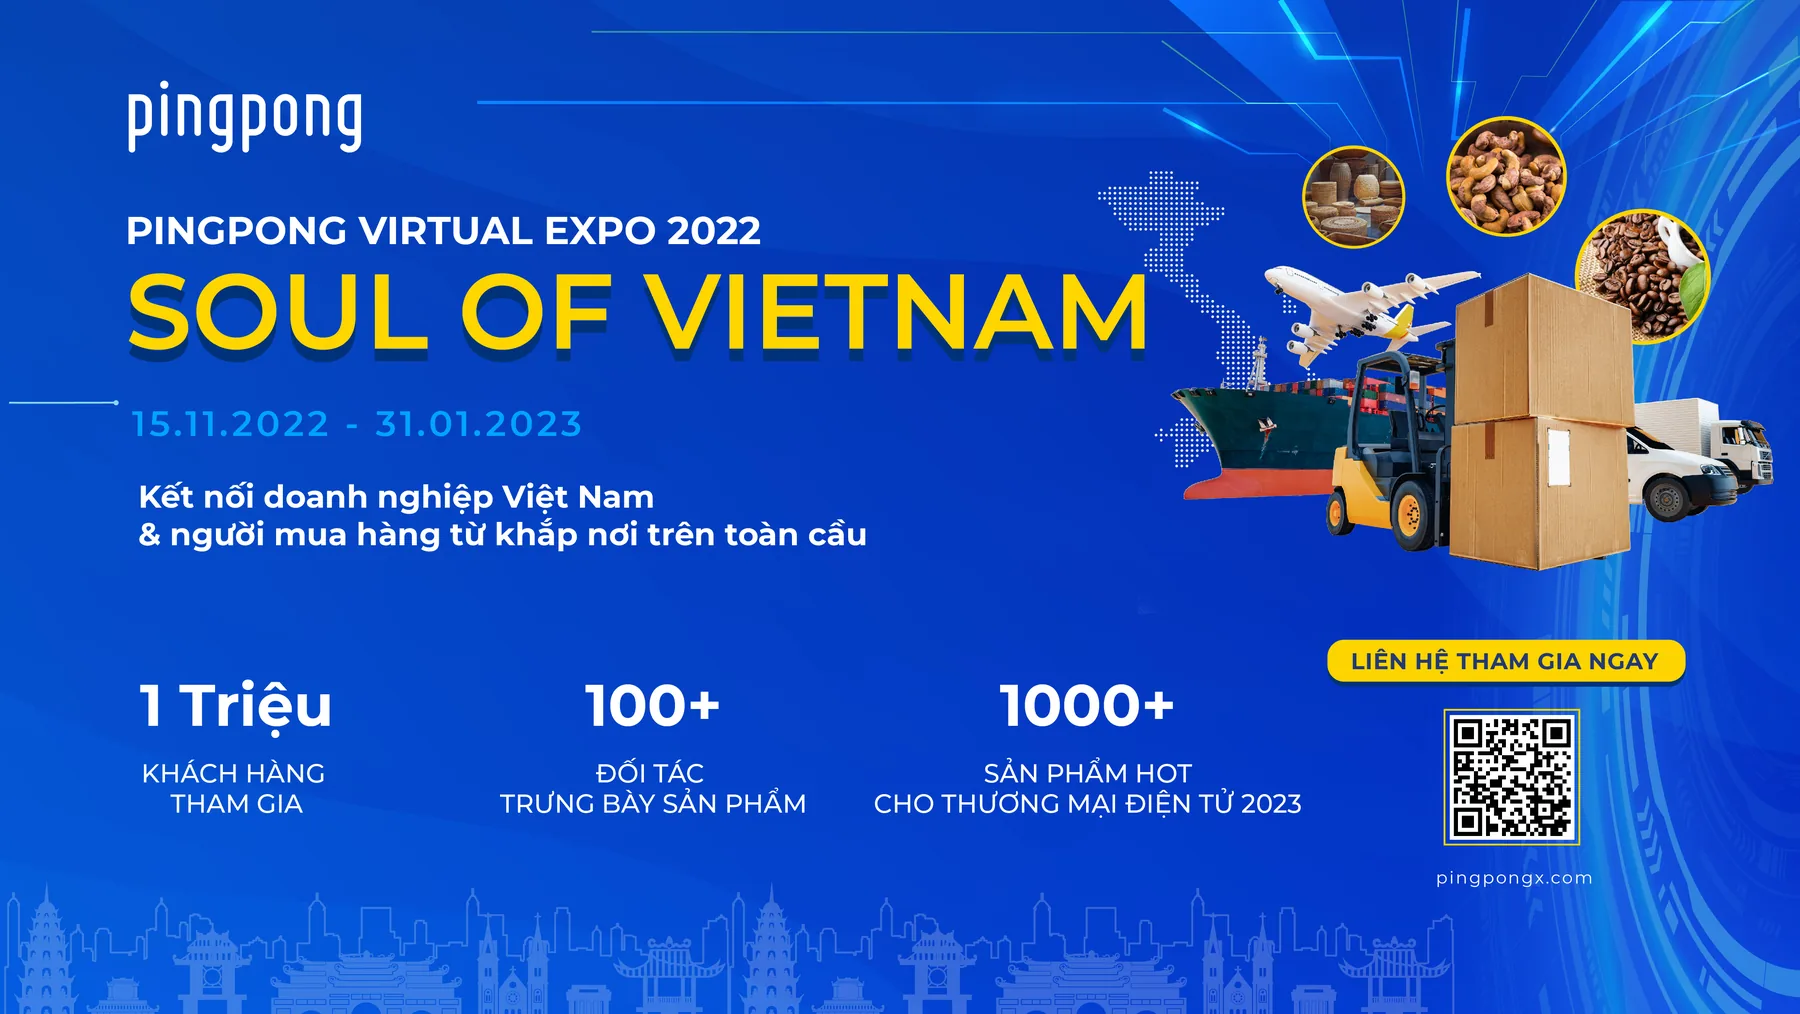 pingpong
PINGPONG VIRTUAL EXPO 2022
SOUL OF VIETNAM
15.11.2022 - 31.01.2023
Kết nối doanh nghiệp Việt Nam
& người mua hàng từ khắp nơi trên toàn cầu
1 Triệu
KHÁCH HÀNG
THAM GIA
100+
ĐỐI TÁC
TRƯNG BÀY SẢN PHẨM
1000+
SẢN PHẨM HOT
CHO THƯƠNG MẠI ĐIỆN TỬ 2023
LIÊN HỆ THAM GIA NGAY
pingpongx.com